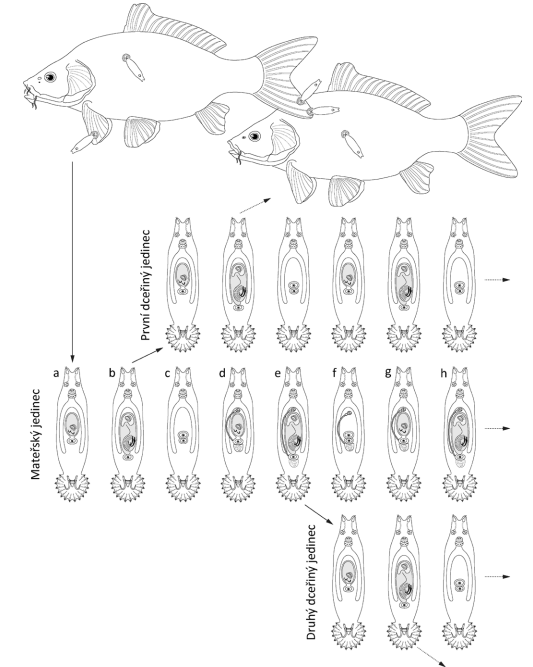 První dceřiný jedinec
Mateřský jedinec
a b c d e f g h
Druhý dceřiný jedinec